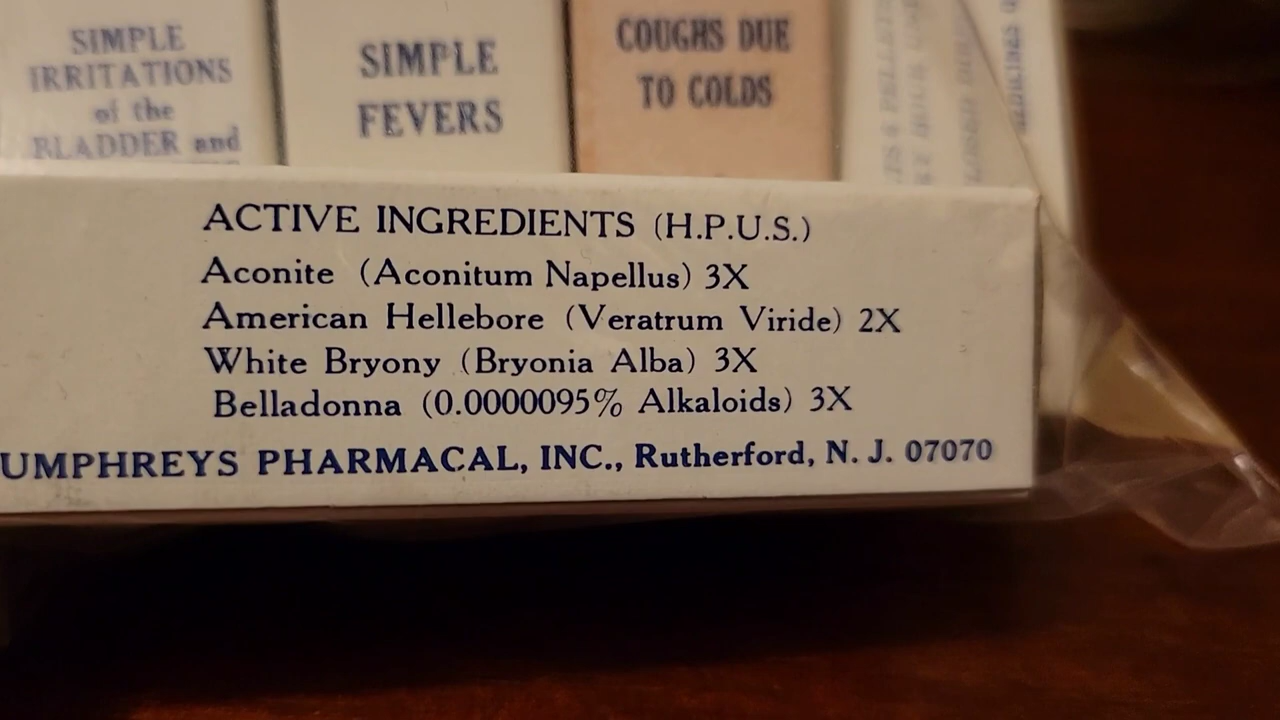 SIMPLE
IRRITATIONS
of the
BLADDER and
SIMPLE
FEVERS
COUGHS DUE
TO COLDS
ACTIVE INGREDIENTS (H.P.U.S.)
Aconite (Aconitum Napellus) 3X
American Hellebore (Veratrum Viride) 2X
White Bryony (Bryonia Alba) 3X
Belladonna (0.0000095% Alkaloids) 3X
UMPHREYS PHARMACAL, INC., Rutherford, N. J. 07070